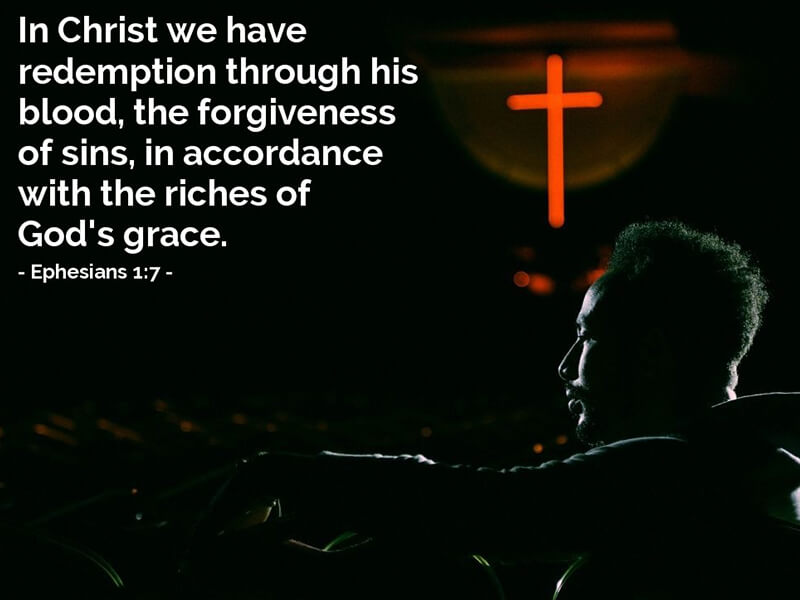 In Christ we have
redemption through his
blood, the forgiveness
of sins, in accordance
with the riches of
God's grace.
- Ephesians 1:7 -